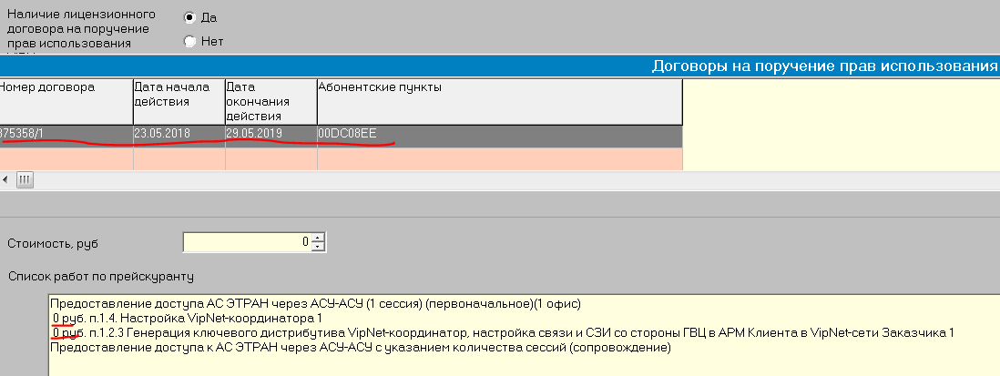 Наличие лицензионного
Да
договора на поручение
прав использования
Нет
Договоры на поручение прав использования
Номер договора
Дата начала действия
Дата окончания действия
Абонентские пункты
375358/1
23.05.2018
29.05.2019
00DC08EE
Стоимость, руб
0
Список работ по прейскуранту
Предоставление доступа АС ЭТРАН через АСУ-АСУ (1 сессия) (первоначальное)(1 офис)
0 руб. п.1.4. Настройка VipNet-координатора 1
0 руб. п.1.2.3 Генерация ключевого дистрибутива VipNet-координатор, настройка связи и СЗИ со стороны ГВЦ в АРМ Клиента в VipNet-сети Заказчика 1
Предоставление доступа к АС ЭТРАН через АСУ-АСУ с указанием количества сессий (сопровождение)